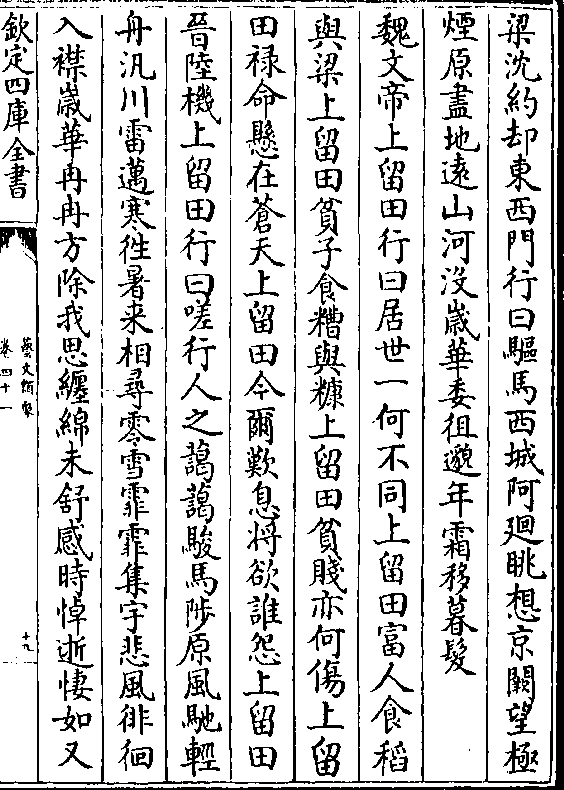 梁沈約却東西門行曰驅馬西城阿廻眺想京闕望極
煙原盡地遠山河没歳華委徂邈年霜移暮髮
魏文帝上留田行曰居世一何不同上留田富人食稻
與梁上留田貧子食糟與糠上留田貧賤亦何傷上留
田禄命懸在蒼天上留田今爾歎息将欲誰怨上留田
晉陸機上留田行曰嗟行人之藹藹駿馬陟原風馳輕
舟汎川雷邁寒徃暑来相尋零雪霏霏集宇悲風徘徊
入襟歳華冉冉方除我思纏綿未舒感時悼逝悽如又
欽定四庫全書
藝文類聚
卷四十一
十九